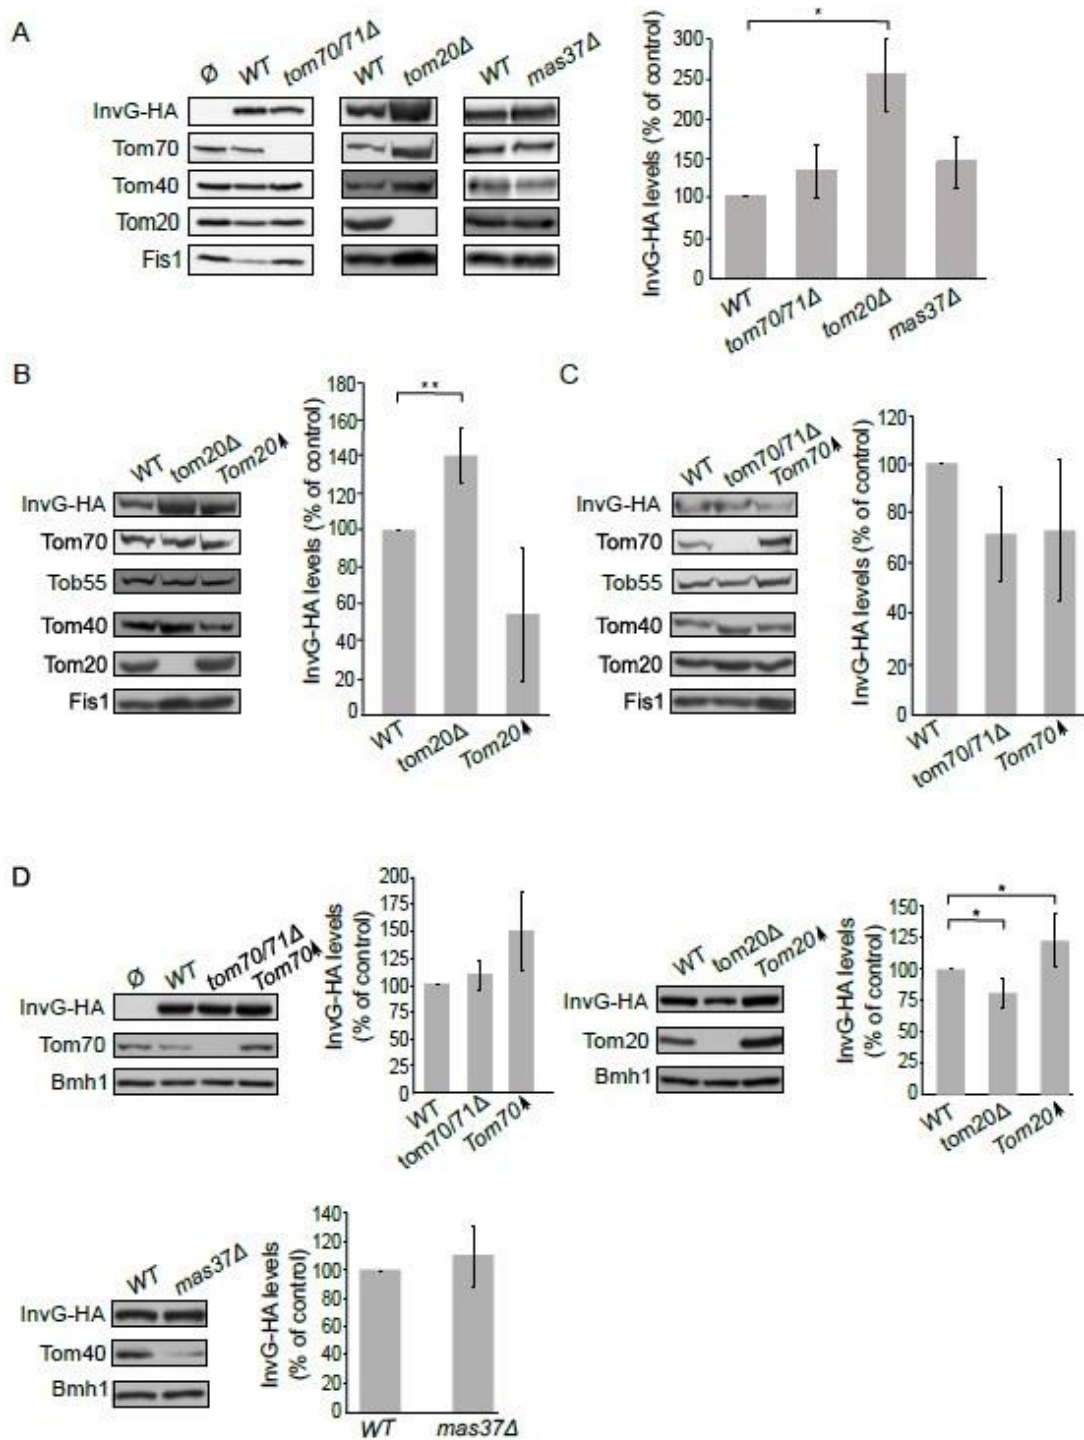 A
Ø WT tom70/71Δ
WT tom20Δ
WT mas37Δ
InvG-HA
Tom70
Tom40
Tom20
Fis1
*
InvG-HA levels (% of control)
300
250
200
150
100
50
0
WT tom70/71Δ tom20Δ mas37Δ
B
WT tom20Δ Tom20
InvG-HA
Tom70
Tob55
Tom40
Tom20
Fis1
**
InvG-HA levels (% of control)
180
160
140
120
100
80
60
40
20
0
WT tom20Δ Tom20
C
WT tom70/71Δ Tom70
InvG-HA
Tom70
Tob55
Tom40
Tom20
Fis1
InvG-HA levels (% of control)
120
100
80
60
40
20
0
WT tom70/71Δ Tom70
D
Ø WT tom70/71Δ Tom70
InvG-HA
Tom70
Bmh1
InvG-HA levels
(% of control)
200
175
150
125
100
75
50
25
0
WT tom70/71Δ Tom70
WT tom20Δ Tom20
InvG-HA
Tom20
Bmh1
*
*
InvG-HA levels
(% of control)
150
125
100
75
50
25
0
WT tom20Δ Tom20
WT mas37Δ
InvG-HA
Tom40
Bmh1
InvG-HA levels
(% of control)
140
120
100
80
60
40
20
0
WT mas37Δ